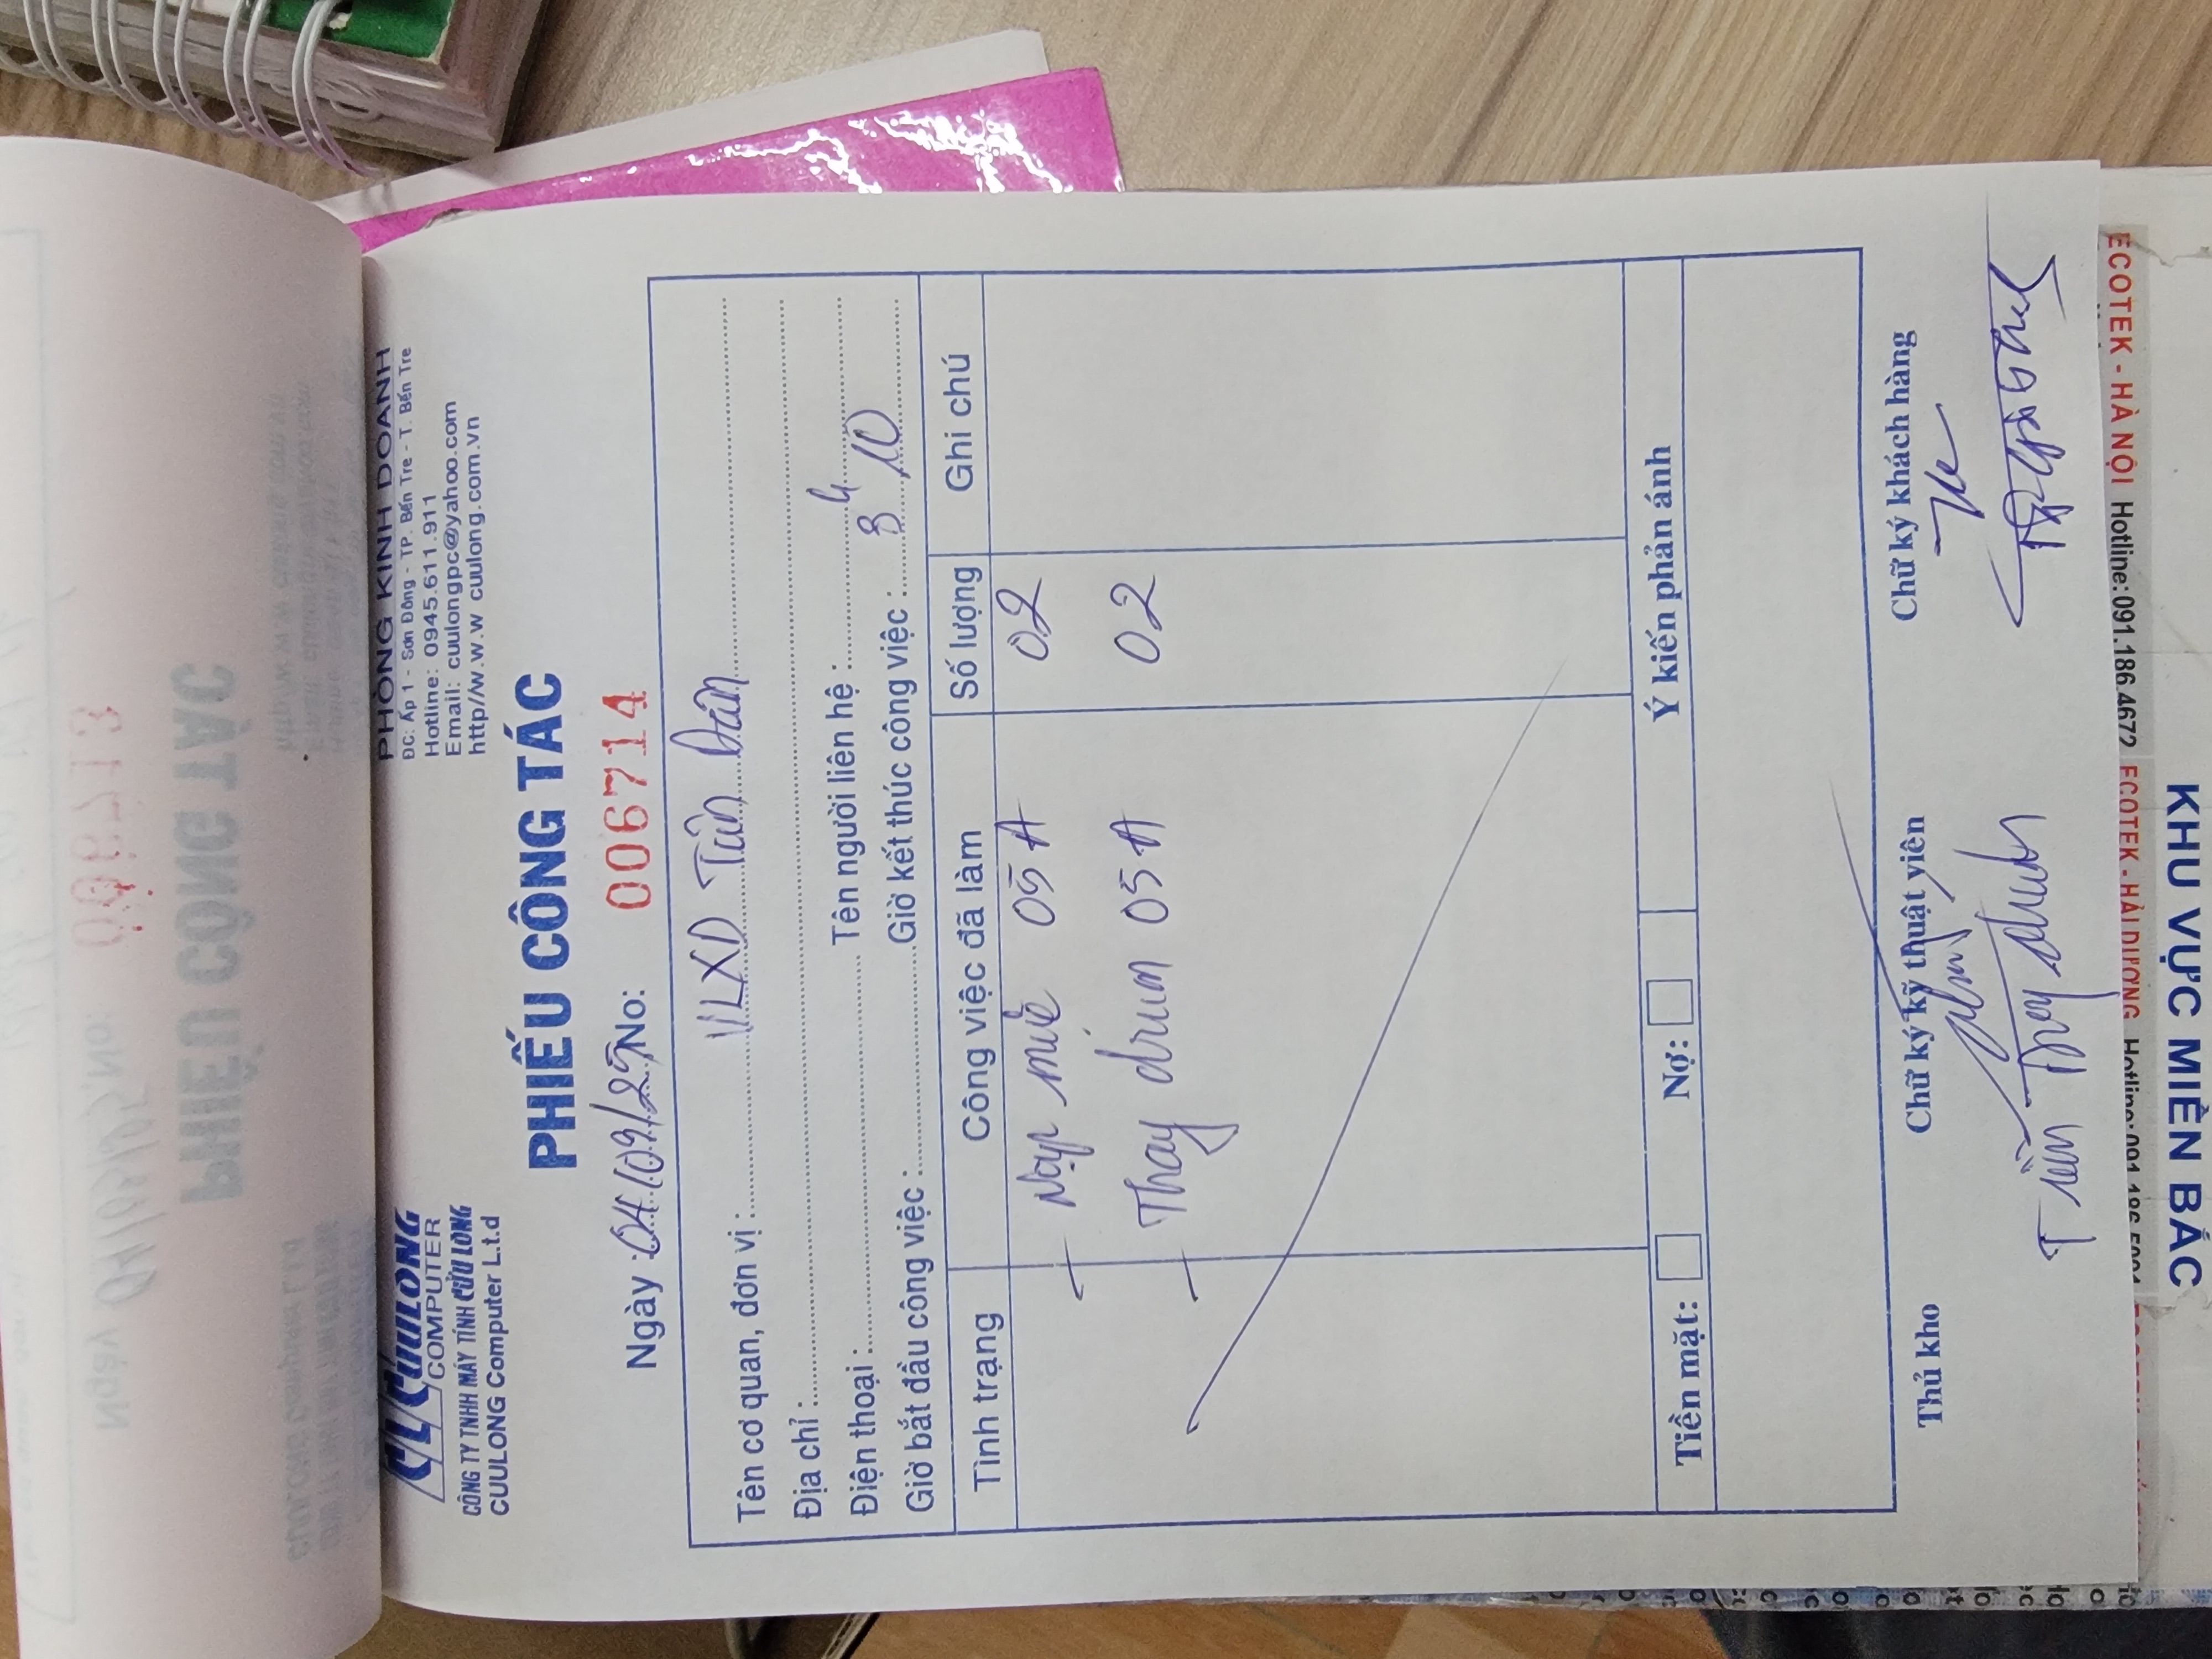 CUULONG
COMPUTER
CÔNG TY TNHH MÁY TÍNH CỬU LONG
CUULONG Computer L.t.d
PHÒNG KINH DOANH
ĐC: Ấp 1 - Sơn Đông - TP. Bến Tre - T. Bến Tre
Hotline: 0945.611.911
Email: cuulongpc@yahoo.com
http//w.w.w cuulong.com.vn
PHIẾU CÔNG TÁC
Ngày: 04/09/25 No: 006714
Tên cơ quan, đơn vị: VLXD Tuấn
Địa chỉ:
Điện thoại: Tên người liên hệ:
Giờ bắt đầu công việc: Giờ kết thúc công việc: 8h 10
Tình trạng Công việc đã làm Số lượng Ghi chú
- Nạp mực 05A 02
- Thay drum 05A 02
Tiền mặt: Nợ: Ý kiến phản ánh
Thủ kho Chữ ký kỹ thuật viên Chữ ký khách hàng
ECOTEK - HẢI DƯƠNG
ECOTEK - HÀ NỘI Hotline: 091.186.4672
KHU VỰC MIỀN BẮC